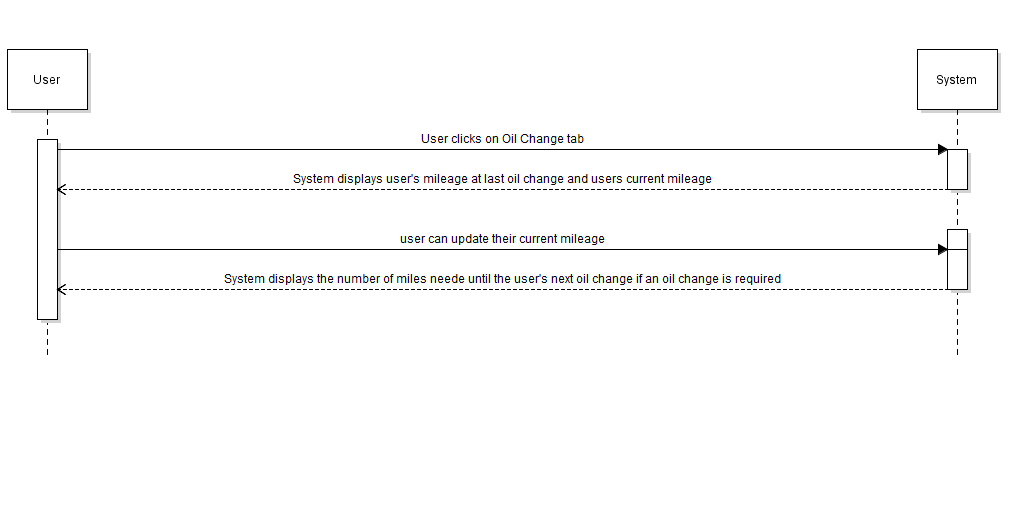 User
System
User clicks on Oil Change tab
System displays user's mileage at last oil change and users current mileage
user can update their current mileage
System displays the number of miles neede until the user's next oil change if an oil change is required